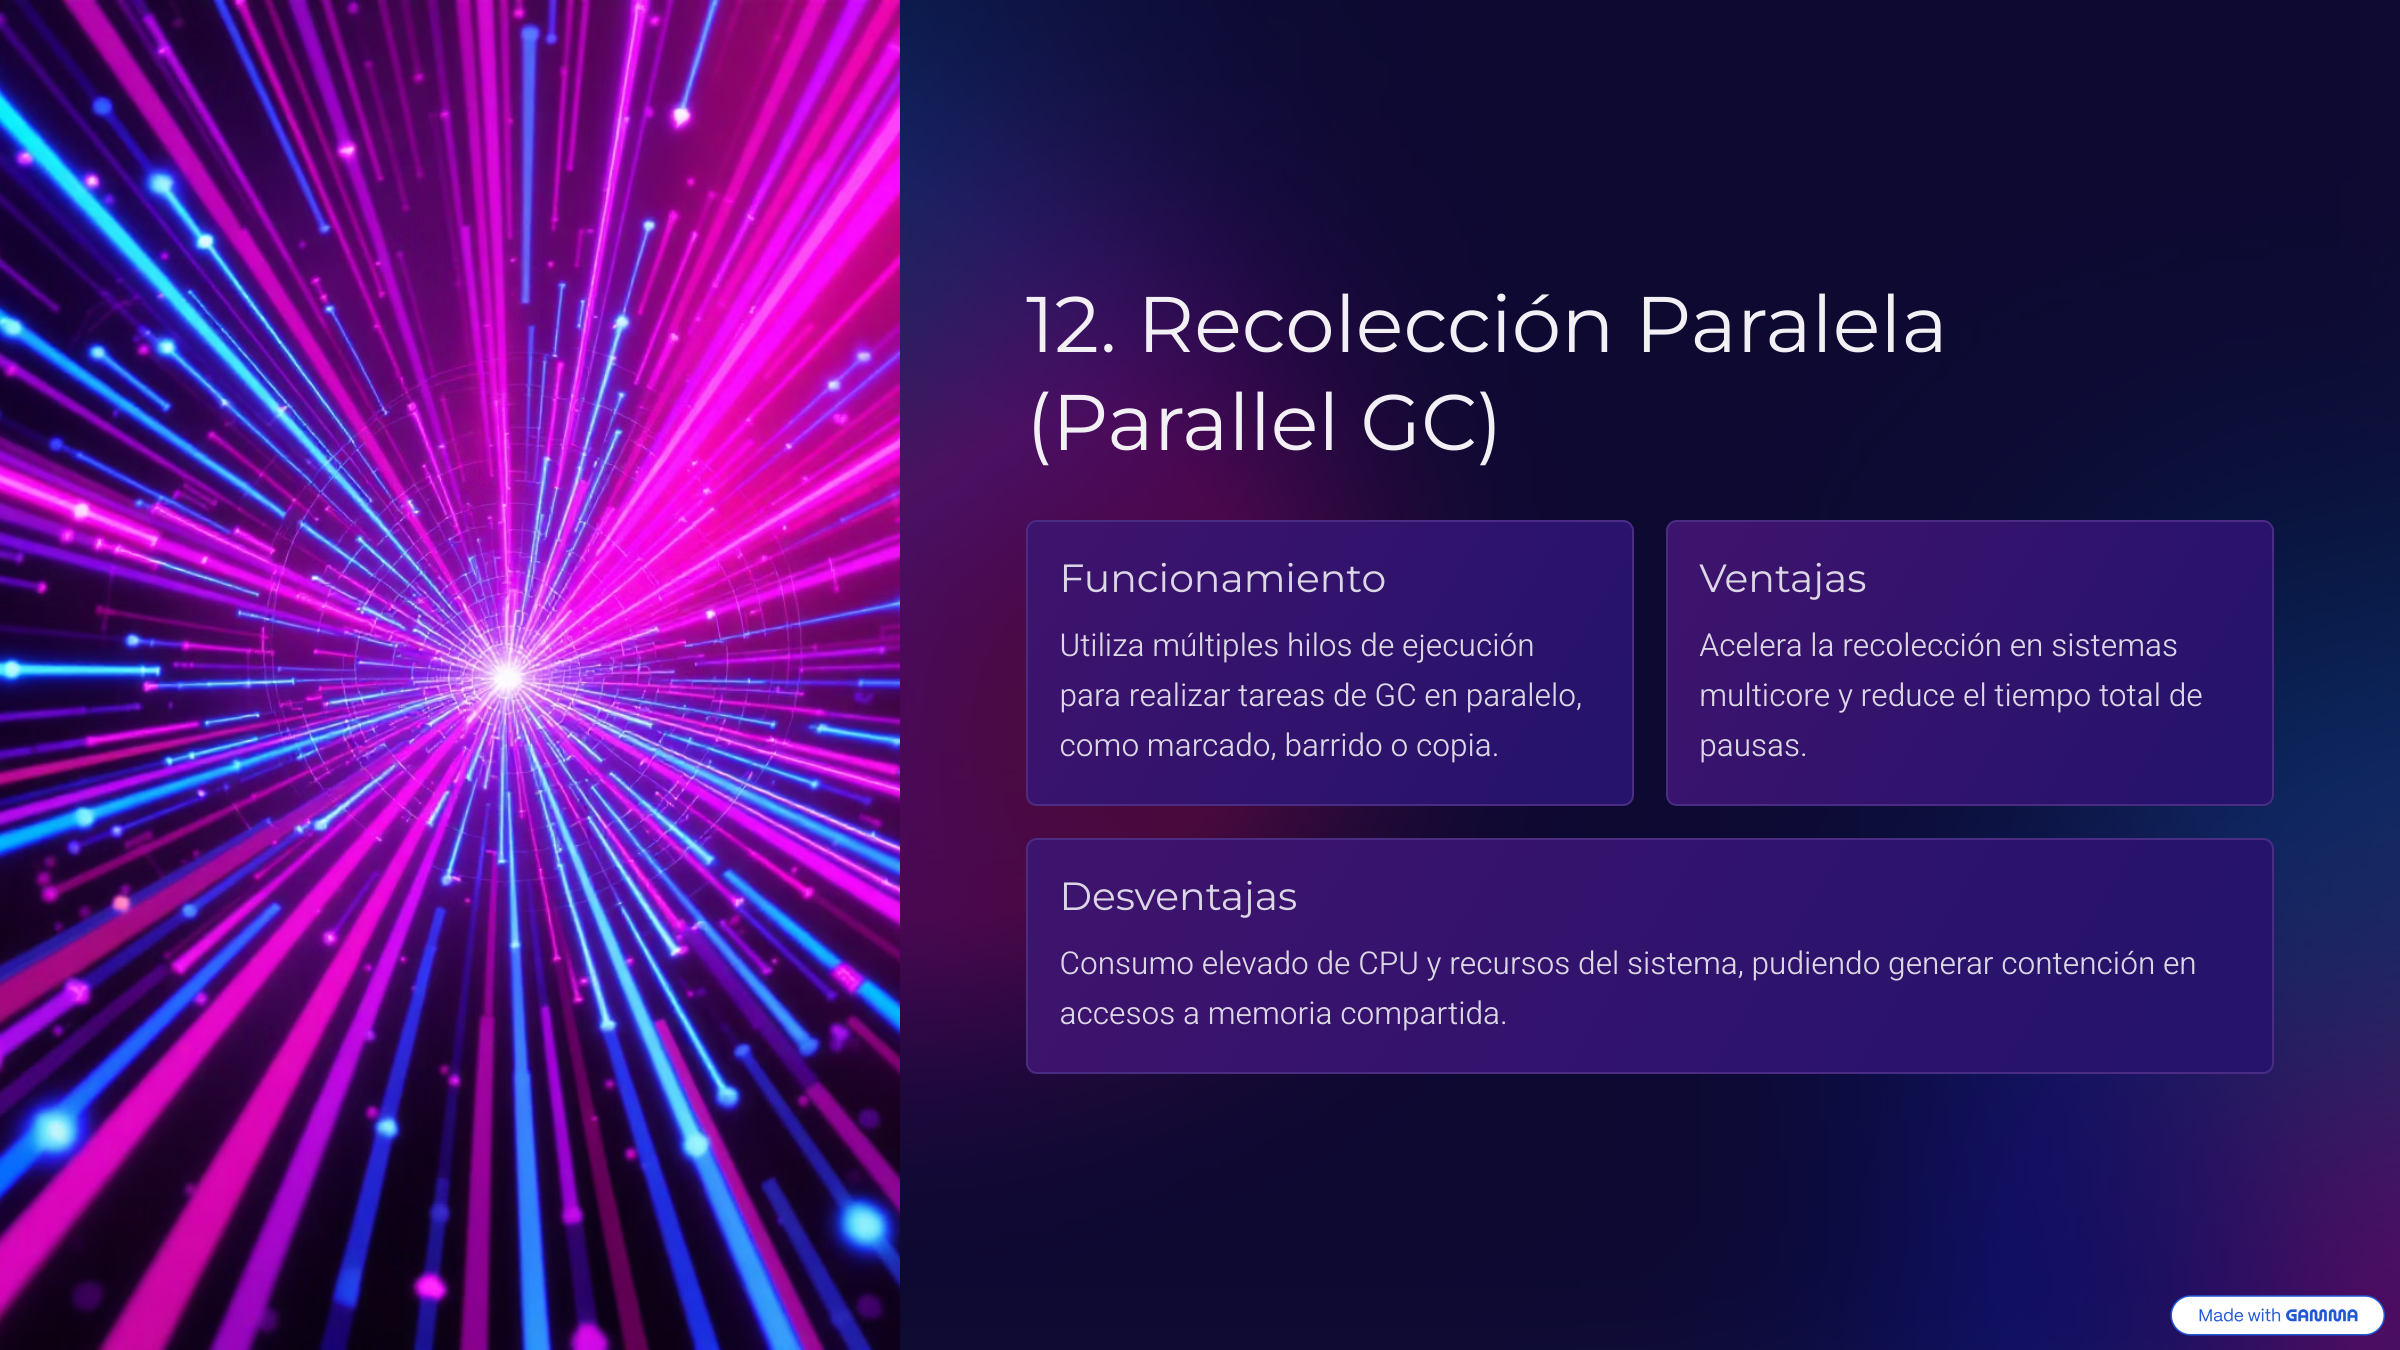 12. Recolección Paralela
(Parallel GC)
Funcionamiento
Utiliza múltiples hilos de ejecución
para realizar tareas de GC en paralelo,
como marcado, barrido o copia.
Ventajas
Acelera la recolección en sistemas
multicore y reduce el tiempo total de
pausas.
Desventajas
Consumo elevado de CPU y recursos del sistema, pudiendo generar contención en
accesos a memoria compartida.
Made with GAMMA